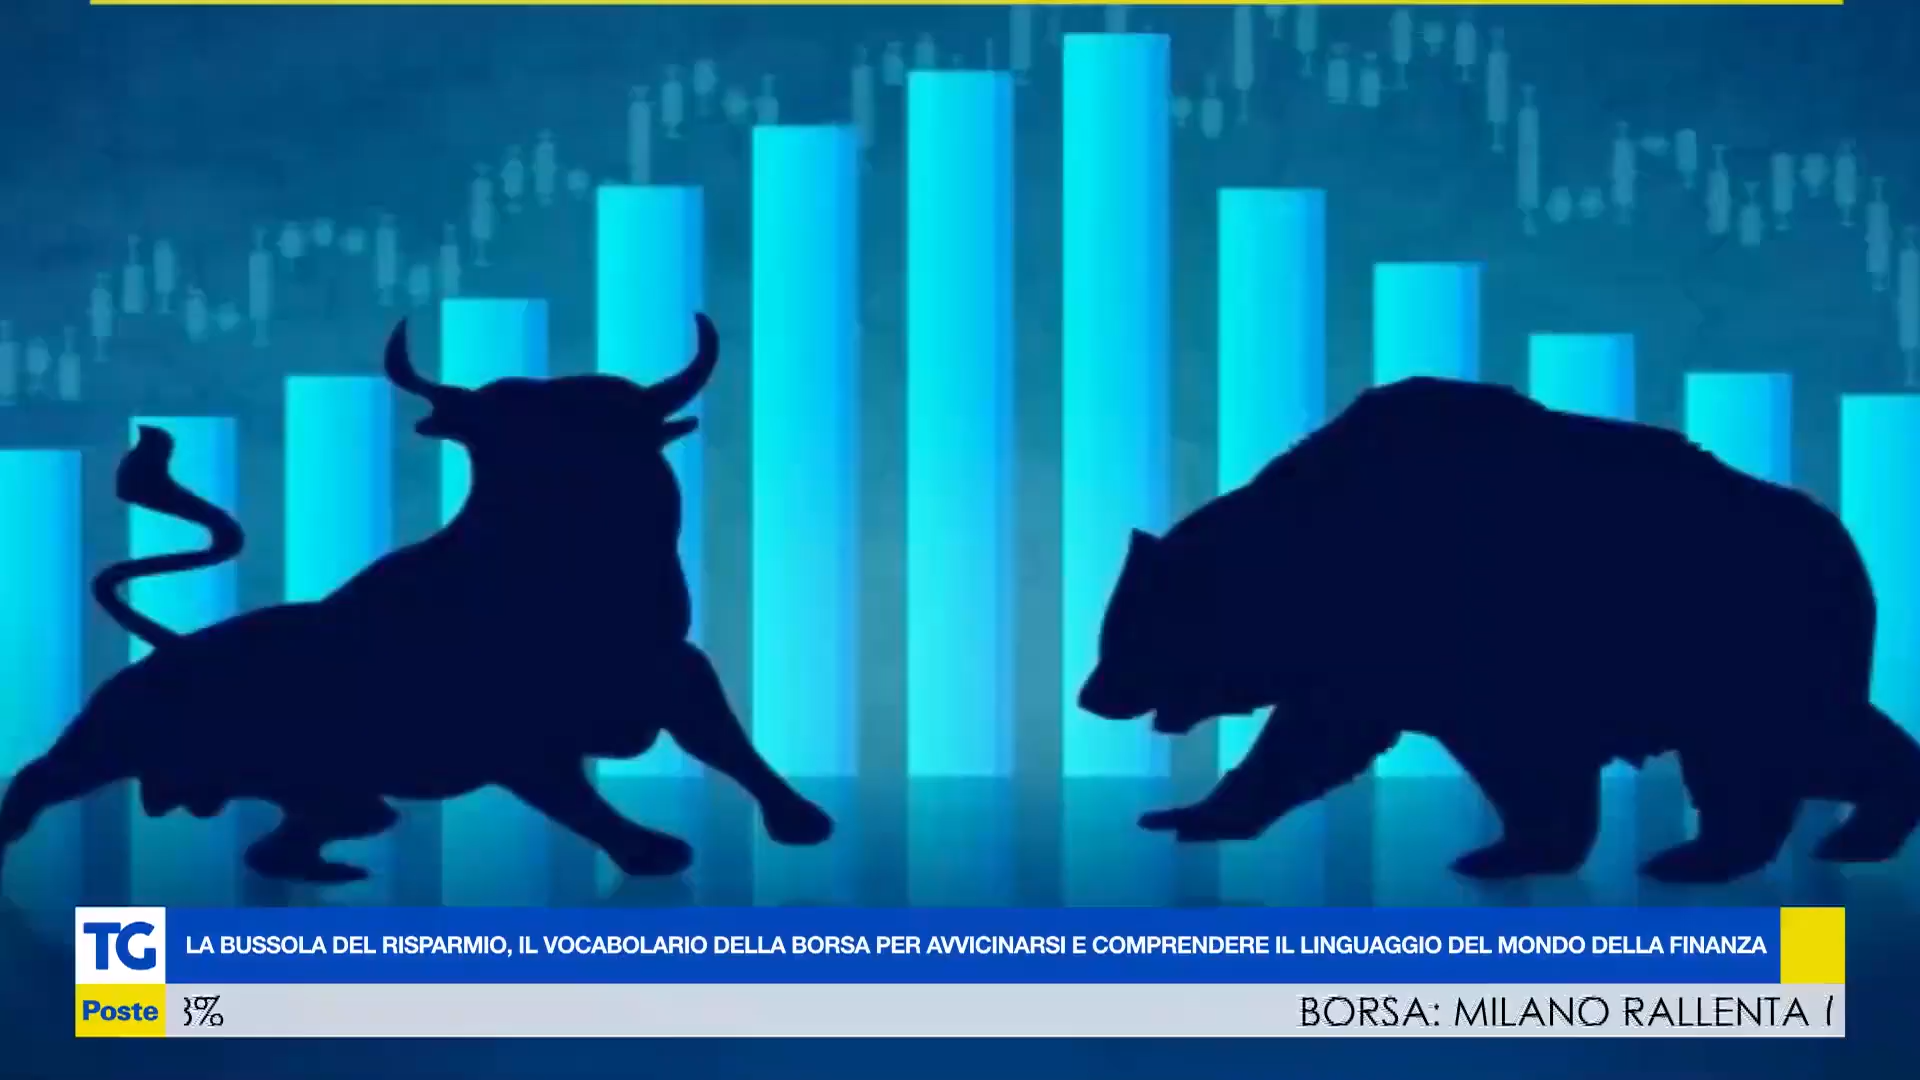 TG
LA BUSSOLA DEL RISPARMIO, IL VOCABOLARIO DELLA BORSA PER AVVICINARSI E COMPRENDERE IL LINGUAGGIO DEL MONDO DELLA FINANZA
Poste
3% BORSA: MILANO RALLENTA